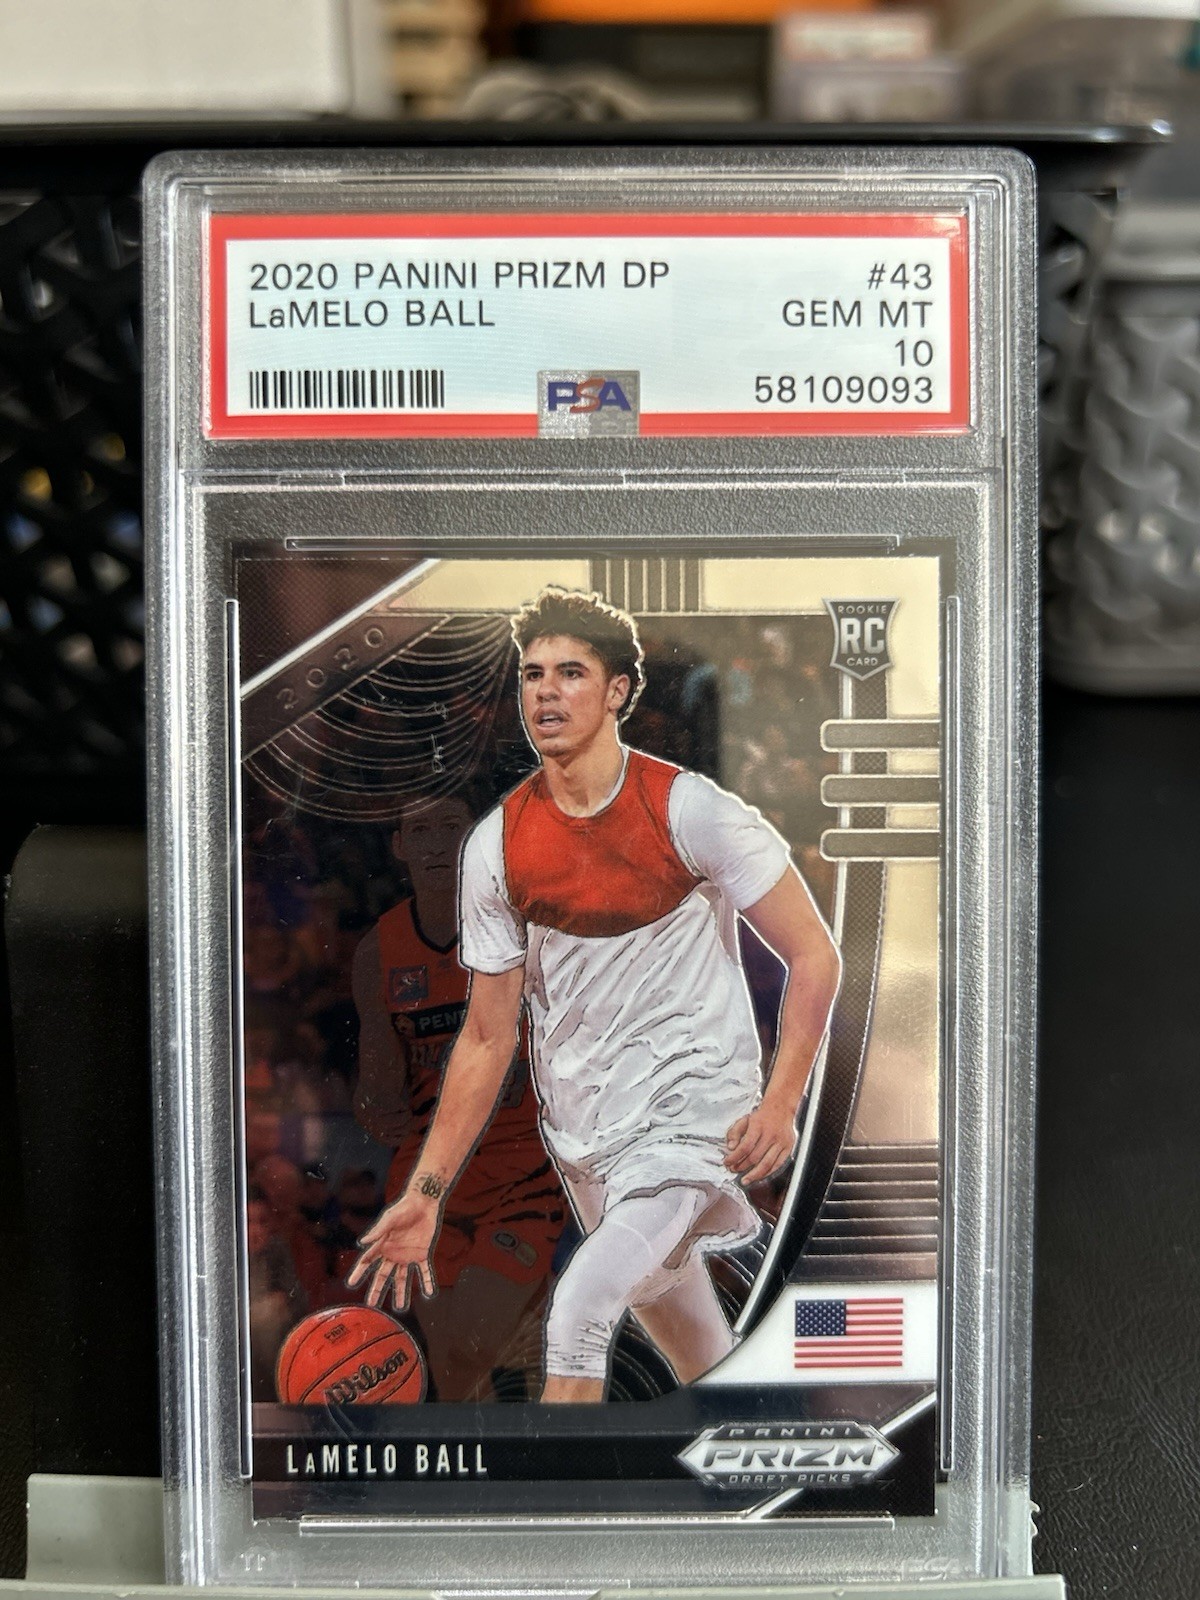 2020 PANINI PRIZM DP #43
LaMELO BALL GEM MT
10
PSA 58109093
2020
ROOKIE
RC
CARD
Wilson
LaMELO BALL
PANINI
PRIZM
DRAFT PICKS